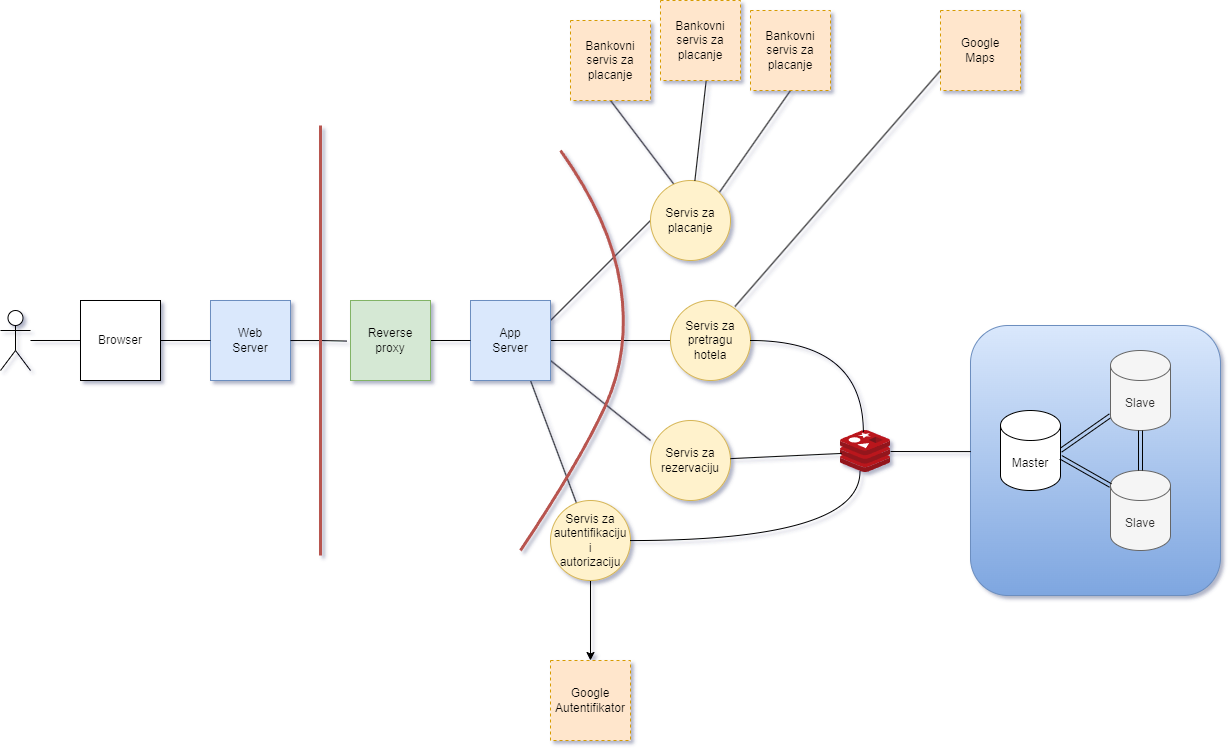 Bankovni
servis za
placanje
Bankovni
servis za
placanje
Bankovni
servis za
placanje
Google
Maps
Servis za
placanje
Browser
Web
Server
Reverse
proxy
App
Server
Servis za
pretragu
hotela
Servis za
rezervaciju
Servis za
autentifikaciju
i
autorizaciju
Master
Slave
Slave
Google
Autentifikator